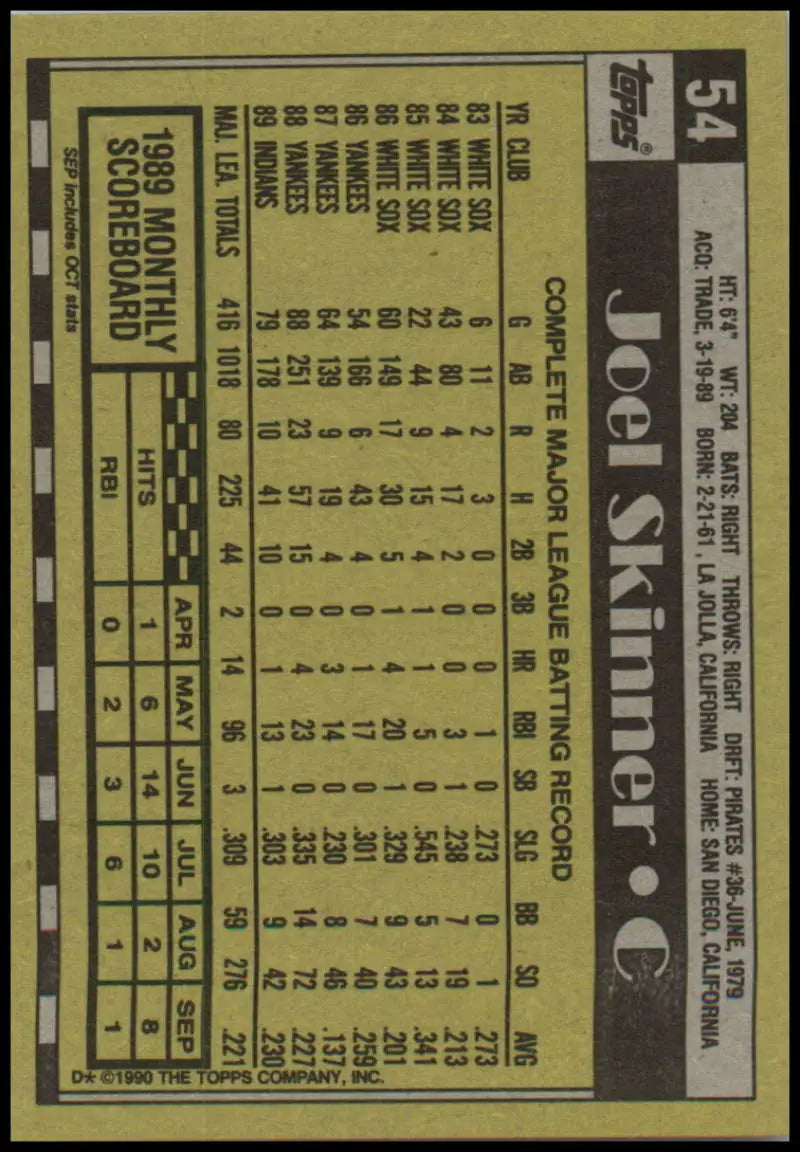 54
HT: 6'4" WT: 204 BATS: RIGHT THROWS: RIGHT DRFT: PIRATES #36-JUNE, 1979
ACQ: TRADE, 3-19-89 BORN: 2-21-61, LA JOLLA, CALIFORNIA HOME: SAN DIEGO, CALIFORNIA
TOPPS® Joel Skinner • C
COMPLETE MAJOR LEAGUE BATTING RECORD
YR CLUB G AB R H 2B 3B HR RBI SB SLG BB SO AVG
83 WHITE SOX 6 11 2 3 0 0 0 1 0 .273 0 1 .273
84 WHITE SOX 43 80 4 17 2 0 0 3 1 .238 7 19 .213
85 WHITE SOX 22 44 9 15 4 1 1 5 0 .545 5 13 .341
86 WHITE SOX 60 149 17 30 5 1 4 20 1 .329 9 43 .201
86 YANKEES 54 166 6 43 4 0 1 17 0 .301 7 40 .259
87 YANKEES 64 139 9 19 4 0 3 14 0 .230 8 46 .137
88 YANKEES 88 251 23 57 15 0 4 23 0 .335 14 72 .227
89 INDIANS 79 178 10 41 10 0 1 13 1 .303 9 42 .230
MAJ. LEA. TOTALS 416 1018 80 225 44 2 14 96 3 .309 59 276 .221
1989 MONTHLY
SCOREBOARD
APR MAY JUN JUL AUG SEP
HITS 1 6 14 10 2 8
RBI 0 2 3 6 1 1
SEP includes OCT stats
D* ©1990 THE TOPPS COMPANY, INC.